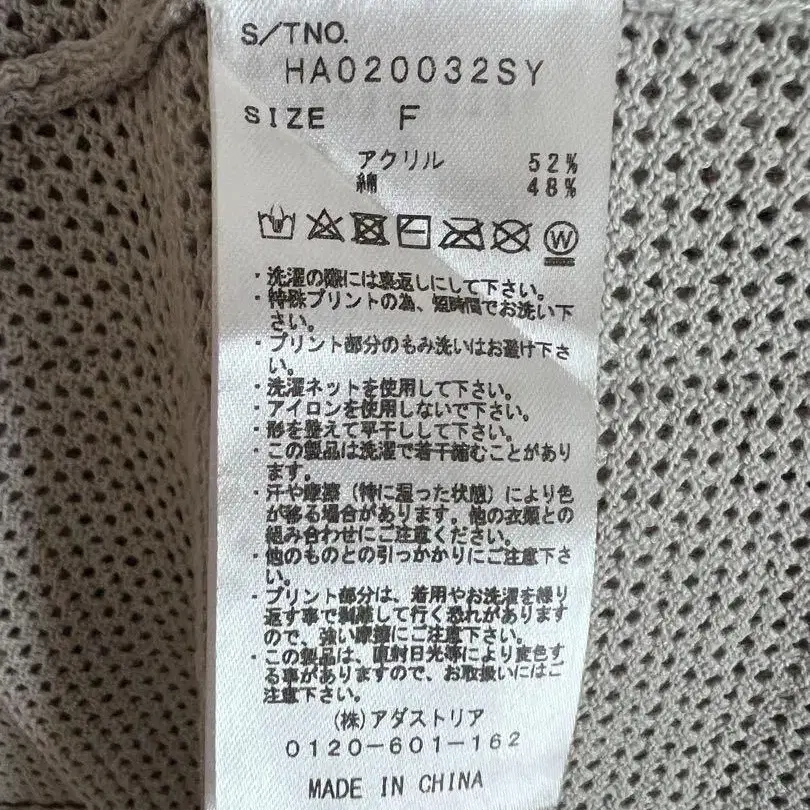 S/TNO.
HA020032SY
SIZE F
アクリル 52%
綿 48%
W
・洗濯の際には裏返しにして下さい。
・特殊プリントの為、短時間でお洗い下
さい。
・プリント部分のもみ洗いはお避け下さ
い。
・洗濯ネットを使用して下さい。
・アイロンを使用しないで下さい。
・形を整えて平干しして下さい。
・この製品は洗濯で若干縮むことがあり
ます。
・汗や摩擦（特に湿った状態）により色
が移る場合があります。他の衣類との
組み合わせにご注意ください。
・他のものとの引っかかりにご注意下さ
い。
・プリント部分は、着用やお洗濯を繰り
返す事で剥離して行く恐れがあります
ので、強い摩擦にご注意下さい。
・この製品は、直射日光等により変色す
る事がありますので、お取扱いにはご
注意下さい。
(株)アダストリア
0120-601-162
MADE IN CHINA